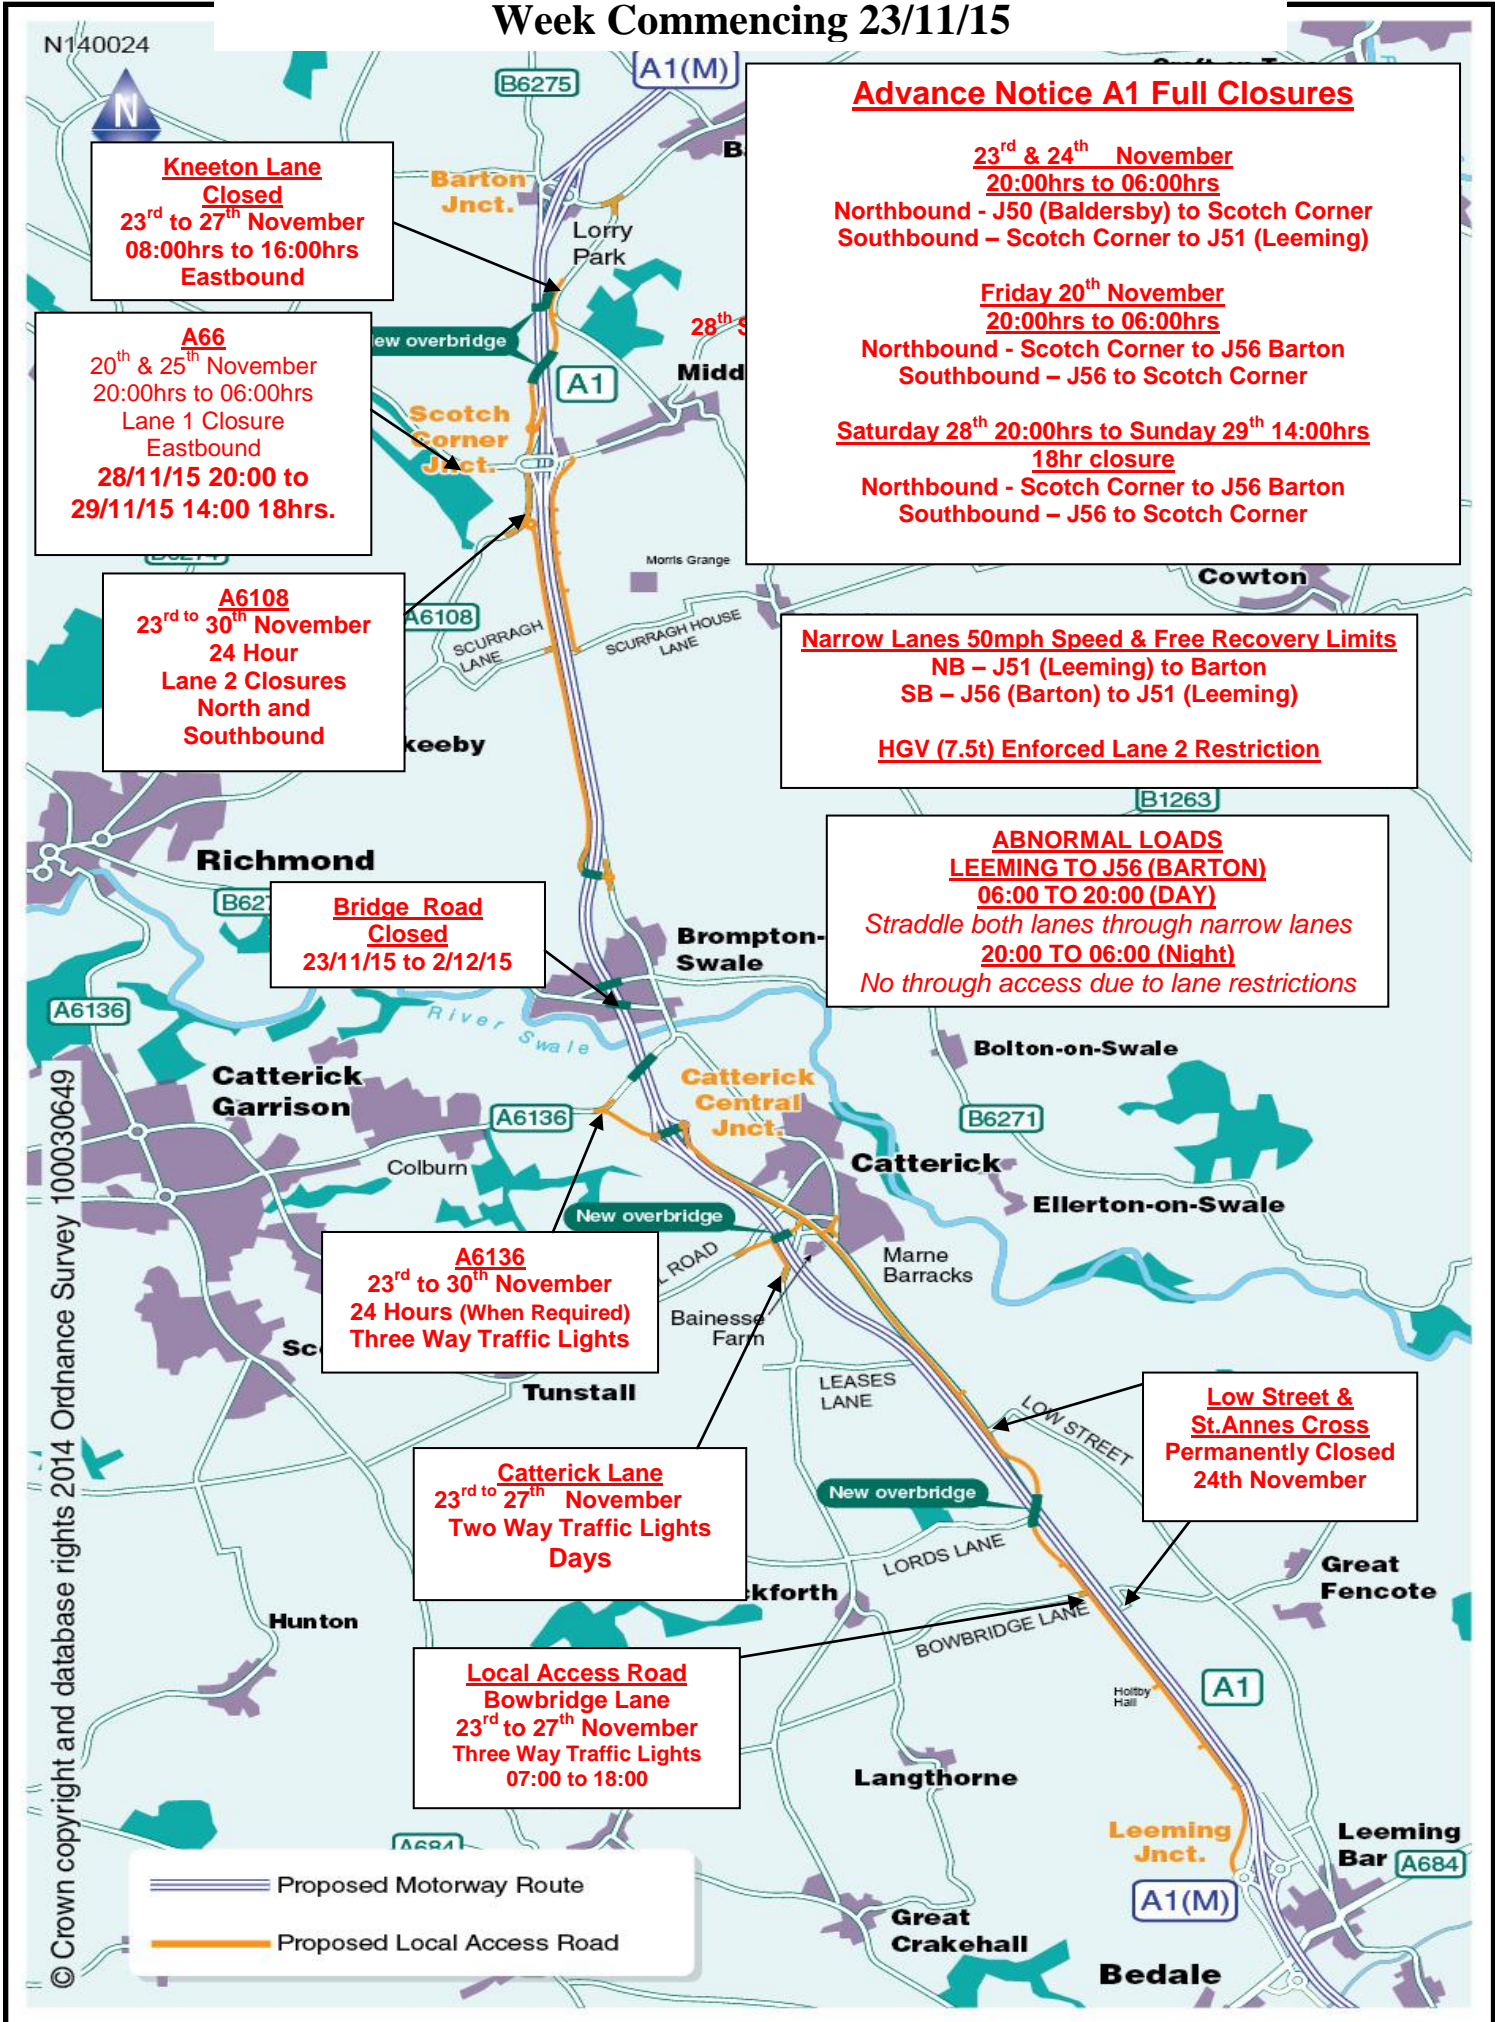 Week Commencing 23/11/15
N140024
N
B6275
A1(M)
Advance Notice A1 Full Closures
23rd & 24th November
20:00hrs to 06:00hrs
Northbound - J50 (Baldersby) to Scotch Corner
Southbound – Scotch Corner to J51 (Leeming)
Friday 20th November
20:00hrs to 06:00hrs
Northbound - Scotch Corner to J56 Barton
Southbound – J56 to Scotch Corner
Saturday 28th 20:00hrs to Sunday 29th 14:00hrs
18hr closure
Northbound - Scotch Corner to J56 Barton
Southbound – J56 to Scotch Corner
Kneeton Lane
Closed
23rd to 27th November
08:00hrs to 16:00hrs
Eastbound
Barton
Jnct.
Lorry
Park
A66
20th & 25th November
20:00hrs to 06:00hrs
Lane 1 Closure
Eastbound
28/11/15 20:00 to
29/11/15 14:00 18hrs.
ew overbridge
28th S
Midd
A1
Scotch
Corner
Jnct.
Morris Grange
Cowton
A6108
23rd to 30th November
24 Hour
Lane 2 Closures
North and
Southbound
A6108
SCURRAGH
LANE
SCURRAGH HOUSE
LANE
keeby
Narrow Lanes 50mph Speed & Free Recovery Limits
NB – J51 (Leeming) to Barton
SB – J56 (Barton) to J51 (Leeming)
HGV (7.5t) Enforced Lane 2 Restriction
B1263
ABNORMAL LOADS
LEEMING TO J56 (BARTON)
06:00 TO 20:00 (DAY)
Straddle both lanes through narrow lanes
20:00 TO 06:00 (Night)
No through access due to lane restrictions
Richmond
B627
Bridge Road
Closed
23/11/15 to 2/12/15
Brompton-
Swale
A6136
River Swale
Bolton-on-Swale
Catterick
Garrison
A6136
Catterick
Central
Jnct.
B6271
Colburn
Catterick
Ellerton-on-Swale
New overbridge
A6136
23rd to 30th November
24 Hours (When Required)
Three Way Traffic Lights
L ROAD
Marne
Barracks
Bainesse
Farm
Sc
Tunstall
LEASES
LANE
LOW STREET
Low Street &
St.Annes Cross
Permanently Closed
24th November
Catterick Lane
23rd to 27th November
Two Way Traffic Lights
Days
New overbridge
LORDS LANE
Great
Fencote
ckforth
Hunton
BOWBRIDGE LANE
Local Access Road
Bowbridge Lane
23rd to 27th November
Three Way Traffic Lights
07:00 to 18:00
Holtby
Hall
A1
Langthorne
Leeming
Jnct.
Leeming
Bar
A684
A684
A1(M)
Proposed Motorway Route
Proposed Local Access Road
Great
Crakehall
Bedale
© Crown copyright and database rights 2014 Ordnance Survey 100030649